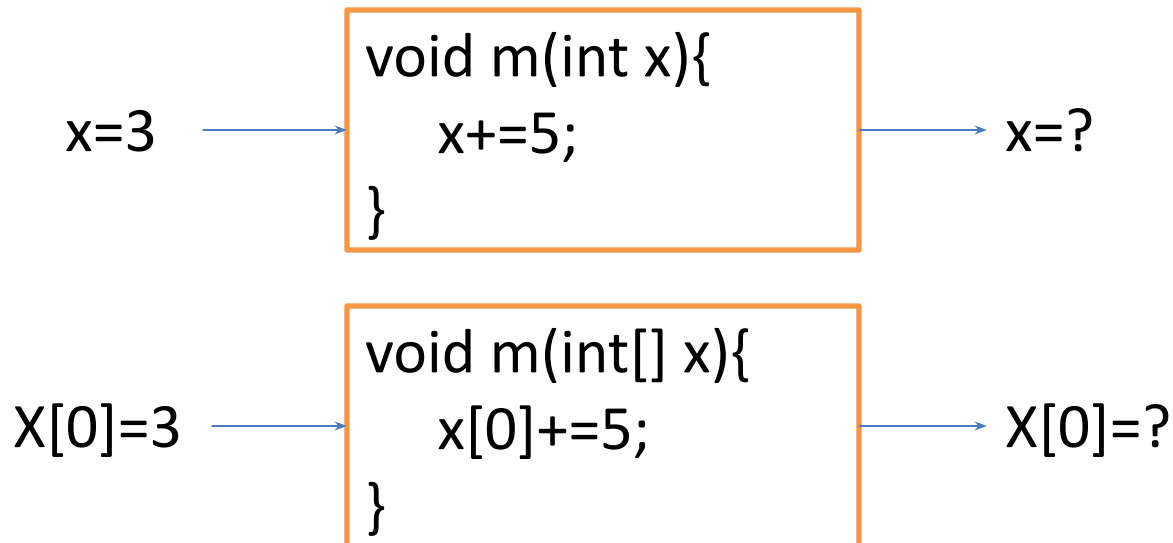 void m(int x){
x=3
x+=5;
x=?
}
void m(int[] x){
X[0]=3
x[0]+=5;
X[0]=?
}